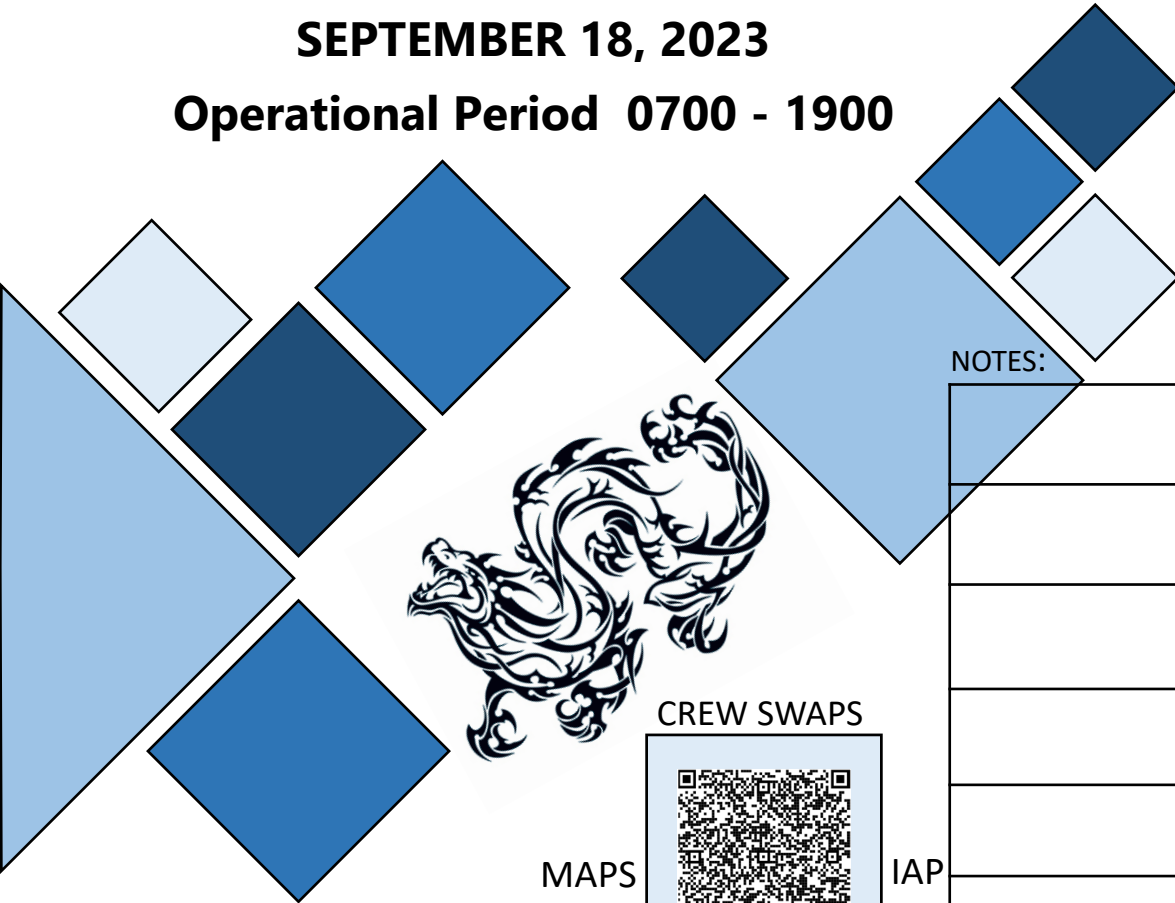 SEPTEMBER 18, 2023
Operational Period 0700 - 1900
NOTES:
CREW SWAPS
MAPS
IAP